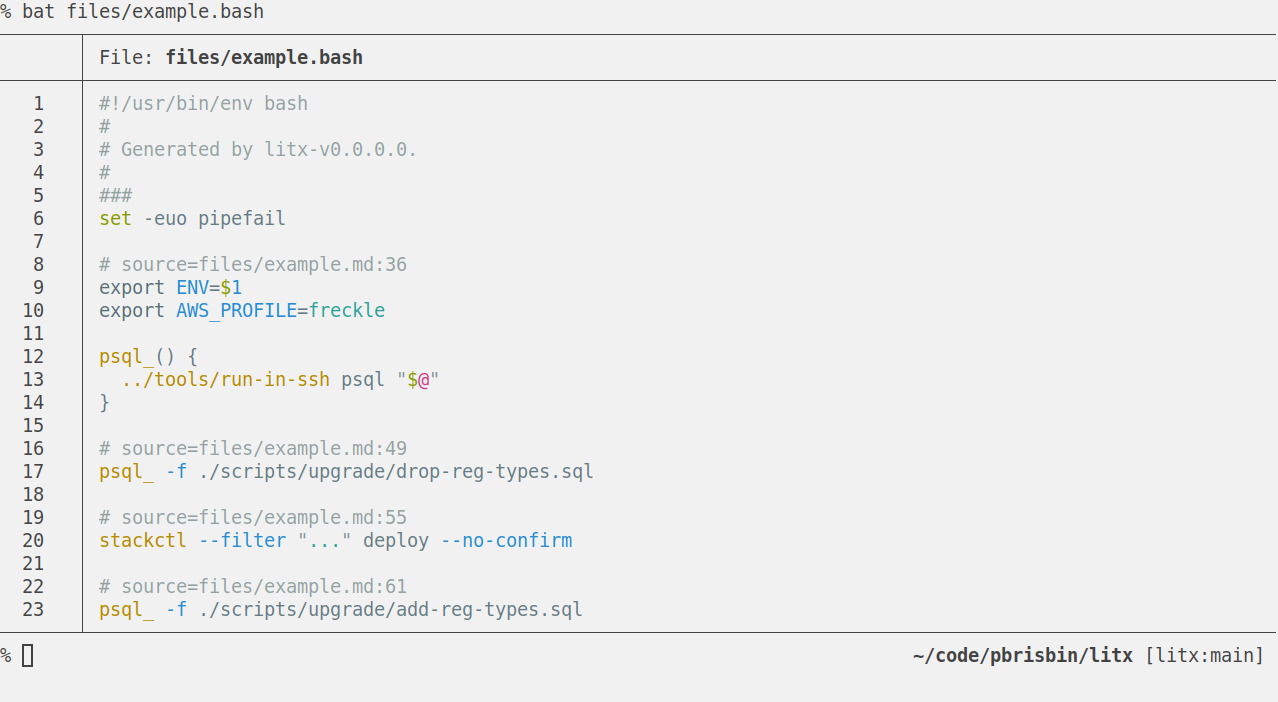 % bat files/example.bash
File: files/example.bash
1 #!/usr/bin/env bash
2 #
3 # Generated by litx-v0.0.0.0.
4 #
5 ###
6 set -euo pipefail
7
8 # source=files/example.md:36
9 export ENV=$1
10 export AWS_PROFILE=freckle
11
12 psql_() {
13   ../tools/run-in-ssh psql "$@"
14 }
15
16 # source=files/example.md:49
17 psql_ -f ./scripts/upgrade/drop-reg-types.sql
18
19 # source=files/example.md:55
20 stackctl --filter "..." deploy --no-confirm
21
22 # source=files/example.md:61
23 psql_ -f ./scripts/upgrade/add-reg-types.sql
% ~/code/pbrisbin/litx [litx:main]